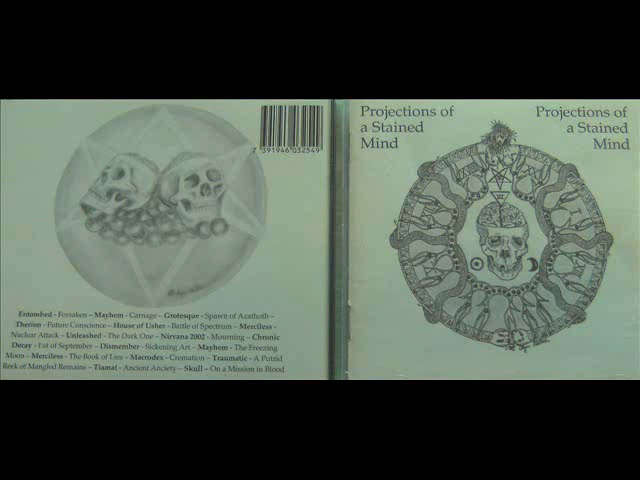 7 391946 032549
Entombed - Forsaken – Mayhem - Carnage – Grotesque - Spawn of Azathoth –
Therion - Future Conscience – House of Usher - Battle of Spectrum – Merciless -
Nuclear Attack – Unleashed - The Dark One – Nirvana 2002 - Mourning – Chronic
Decay - 1st of September – Dismember - Sickening Art – Mayhem - The Freezing
Moon – Merciless - The Book of Lies – Macrodex - Cremation – Traumatic - A Putrid
Reek of Mangled Remains – Tiamat - Ancient Anciety – Skull – On a Mission in Blood
Projections of
a Stained
Mind
Projections of
a Stained
Mind